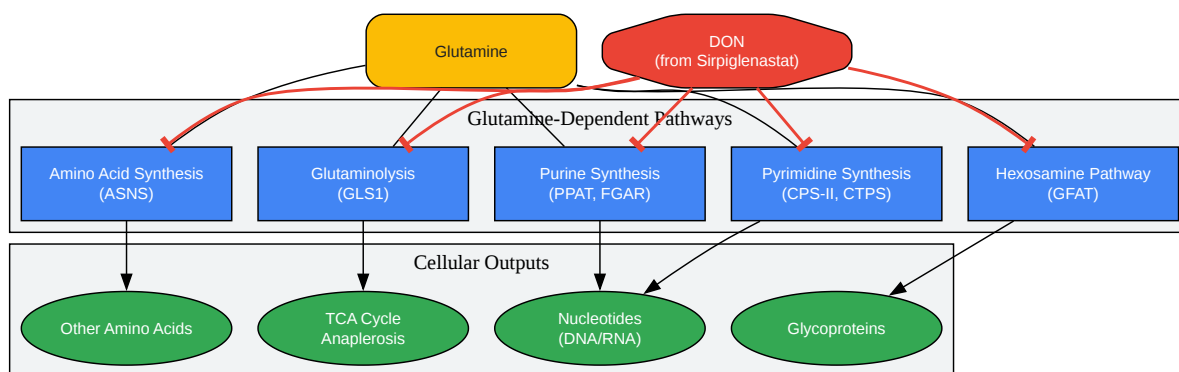 Glutamine
DON
(from Sirpiglenastat)
Glutamine-Dependent Pathways
Amino Acid Synthesis
(ASNS)
Glutaminolysis
(GLS1)
Purine Synthesis
(PPAT, FGAR)
Pyrimidine Synthesis
(CPS-II, CTPS)
Hexosamine Pathway
(GFAT)
Cellular Outputs
Other Amino Acids
TCA Cycle
Anaplerosis
Nucleotides
(DNA/RNA)
Glycoproteins